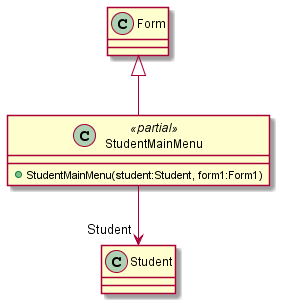 C Form
C «partial»
StudentMainMenu
StudentMainMenu(student:Student, form1:Form1)
Student
C Student